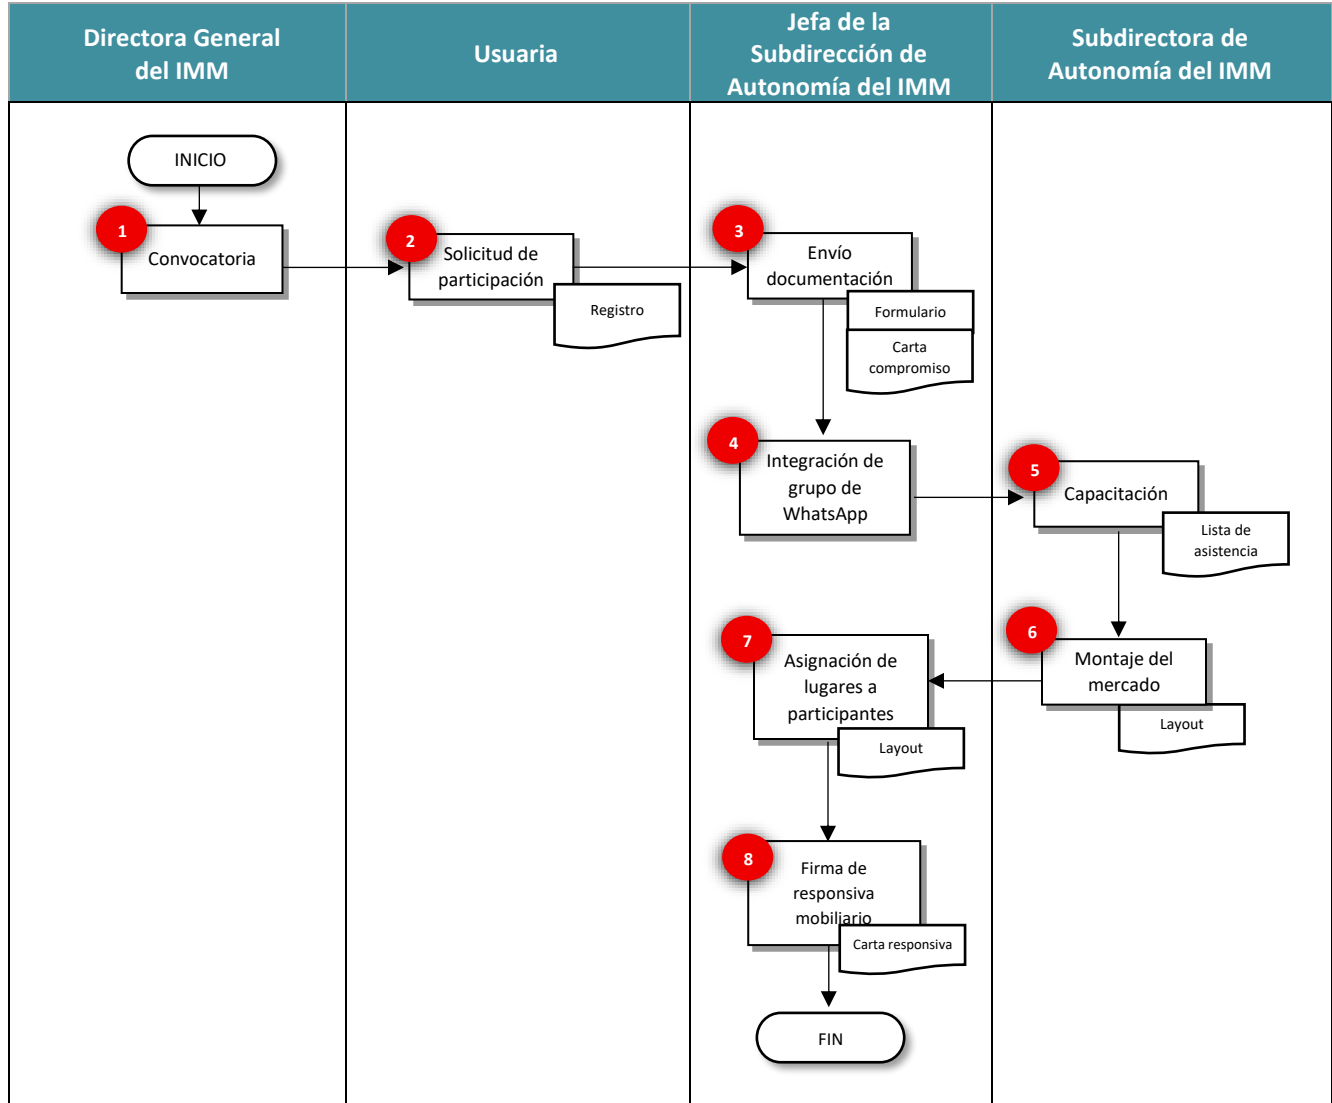 Directora General
del IMM
Usuaria
Jefa de la
Subdirección de
Autonomía del IMM
Subdirectora de
Autonomía del IMM
INICIO
1
Convocatoria
2
Solicitud de
participación
Registro
3
Envío
documentación
Formulario
Carta
compromiso
4
Integración de
grupo de
WhatsApp
5
Capacitación
Lista de
asistencia
6
Montaje del
mercado
Layout
7
Asignación de
lugares a
participantes
Layout
8
Firma de
responsiva
mobiliario
Carta responsiva
FIN